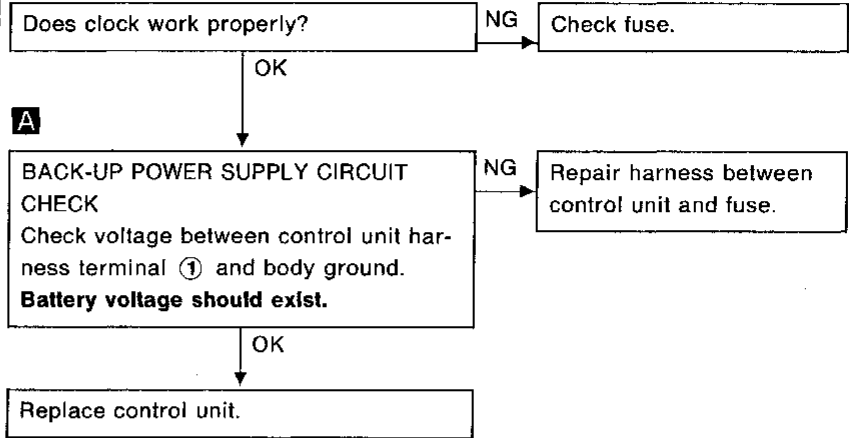 Does clock work properly?
NG
Check fuse.
OK
A
BACK-UP POWER SUPPLY CIRCUIT
CHECK
Check voltage between control unit har-
ness terminal ① and body ground.
Battery voltage should exist.
NG
Repair harness between
control unit and fuse.
OK
Replace control unit.